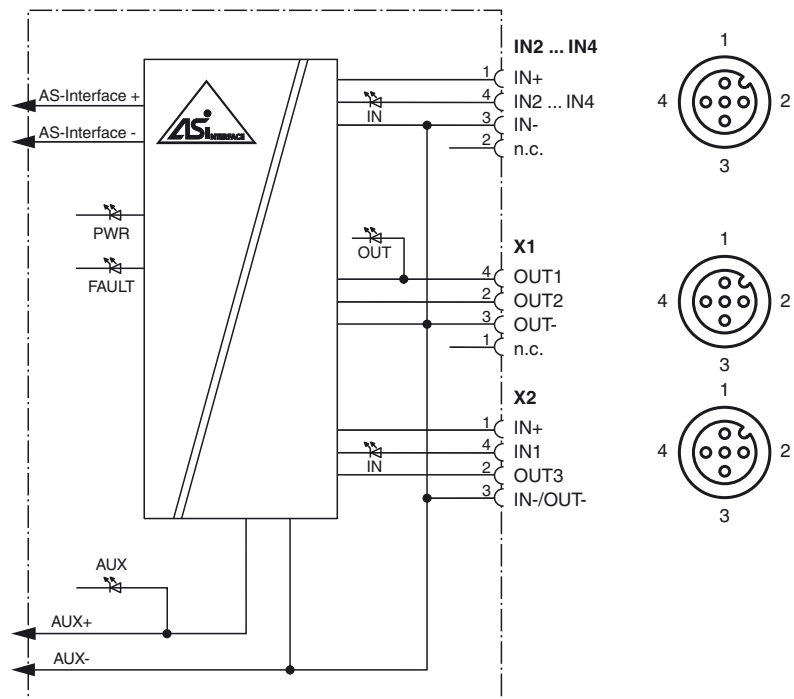 IN2 ... IN4
1 IN+
4 IN2 ... IN4
IN
3 IN-
2 n.c.
AS-Interface +
AS-Interface -
ASi INTERFACE
PWR
FAULT
OUT
X1
4 OUT1
2 OUT2
3 OUT-
1 n.c.
X2
1 IN+
4 IN1
IN
2 OUT3
3 IN-/OUT-
AUX
AUX+
AUX-
1
4 2
3
1
4 2
3
1
4 2
3